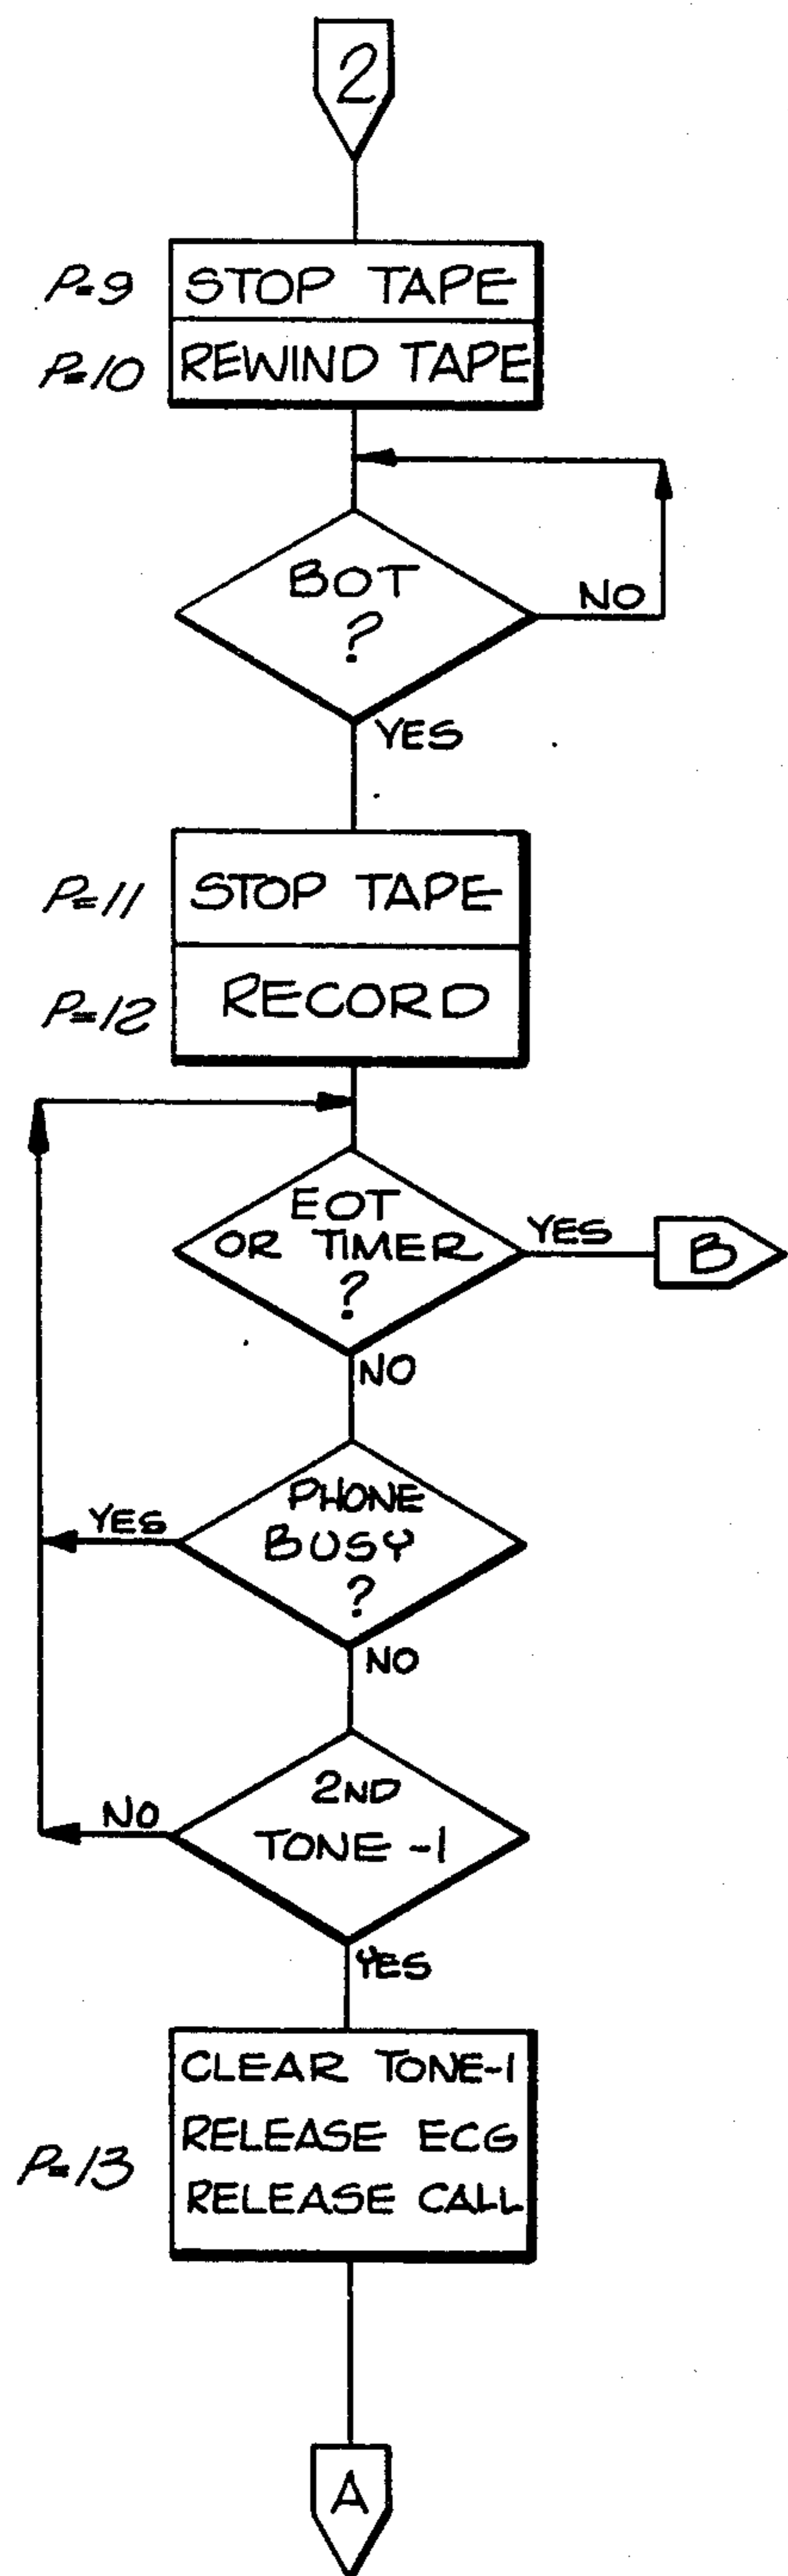 2
P=9 STOP TAPE
P=10 REWIND TAPE
BOT
?
NO
YES
P=11 STOP TAPE
P=12 RECORD
EOT
OR TIMER
?
YES
B
NO
PHONE
BUSY
?
YES
NO
2ND
TONE-1
NO
YES
P=13
CLEAR TONE-1
RELEASE ECG
RELEASE CALL
A